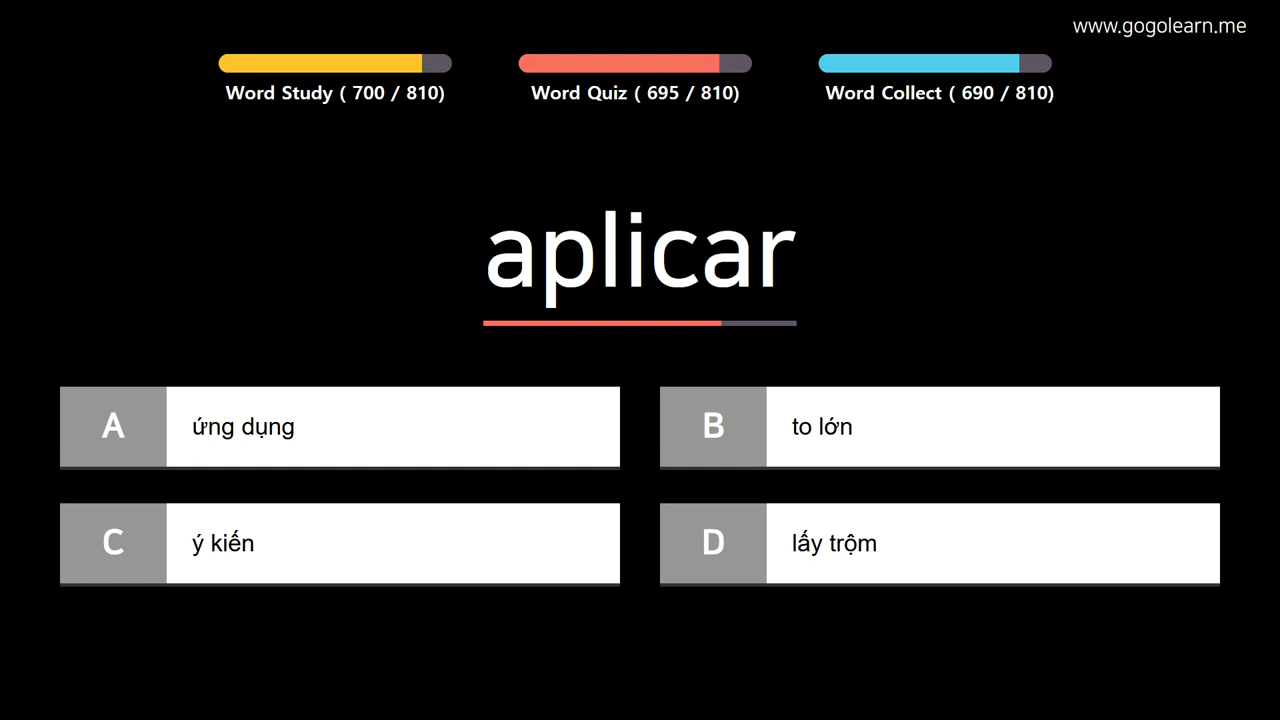 www.gogolearn.me
Word Study ( 700 / 810)
Word Quiz ( 695 / 810)
Word Collect ( 690 / 810)
aplicar
A
ứng dụng
B
to lớn
C
ý kiến
D
lấy trộm